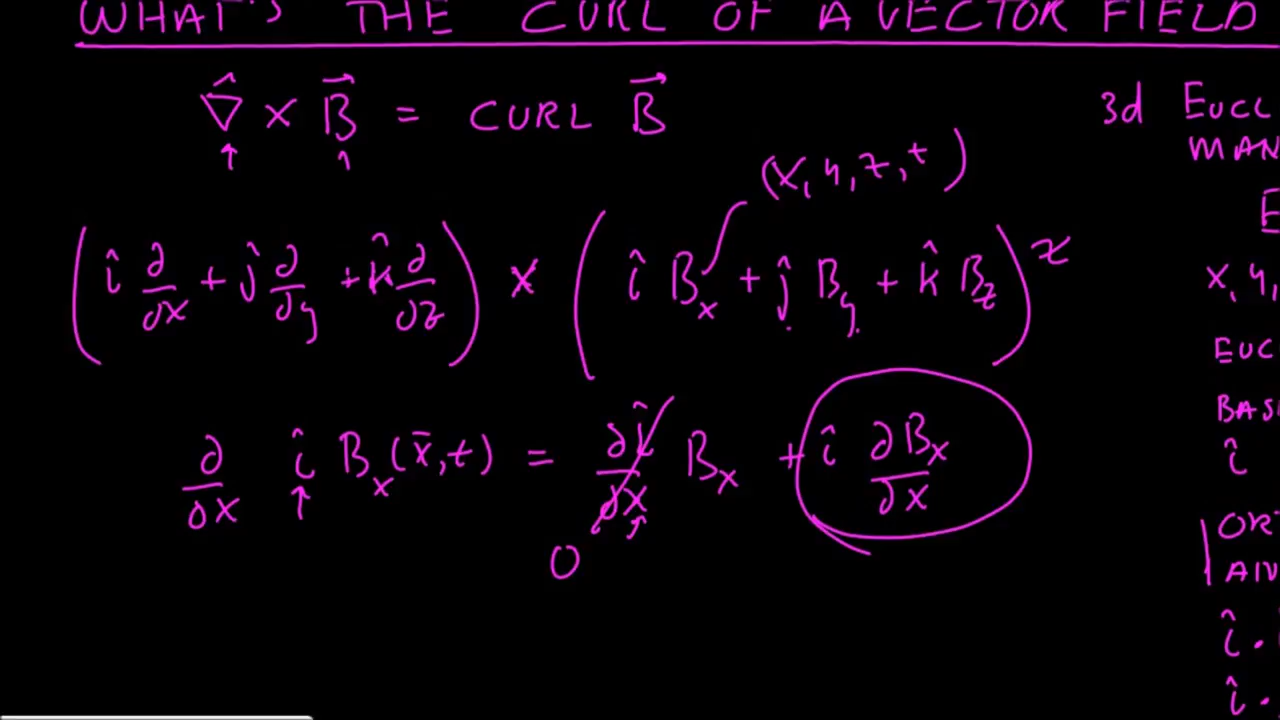 WHAT'S THE CURL OF A VECTOR FIELD
∇̂ × B⃗ = CURL B⃗
3d EUCL
MAN
(x, y, z, t)
E
(î ∂/∂x + ĵ ∂/∂y + k̂ ∂/∂z) × (î Bx + ĵ By + k̂ Bz)
x, y,
EUC
BAS
∂/∂x î Bx(x̄, t) = ∂î/∂x Bx + î ∂Bx/∂x
î
0
OR
AN
î ·
î ·